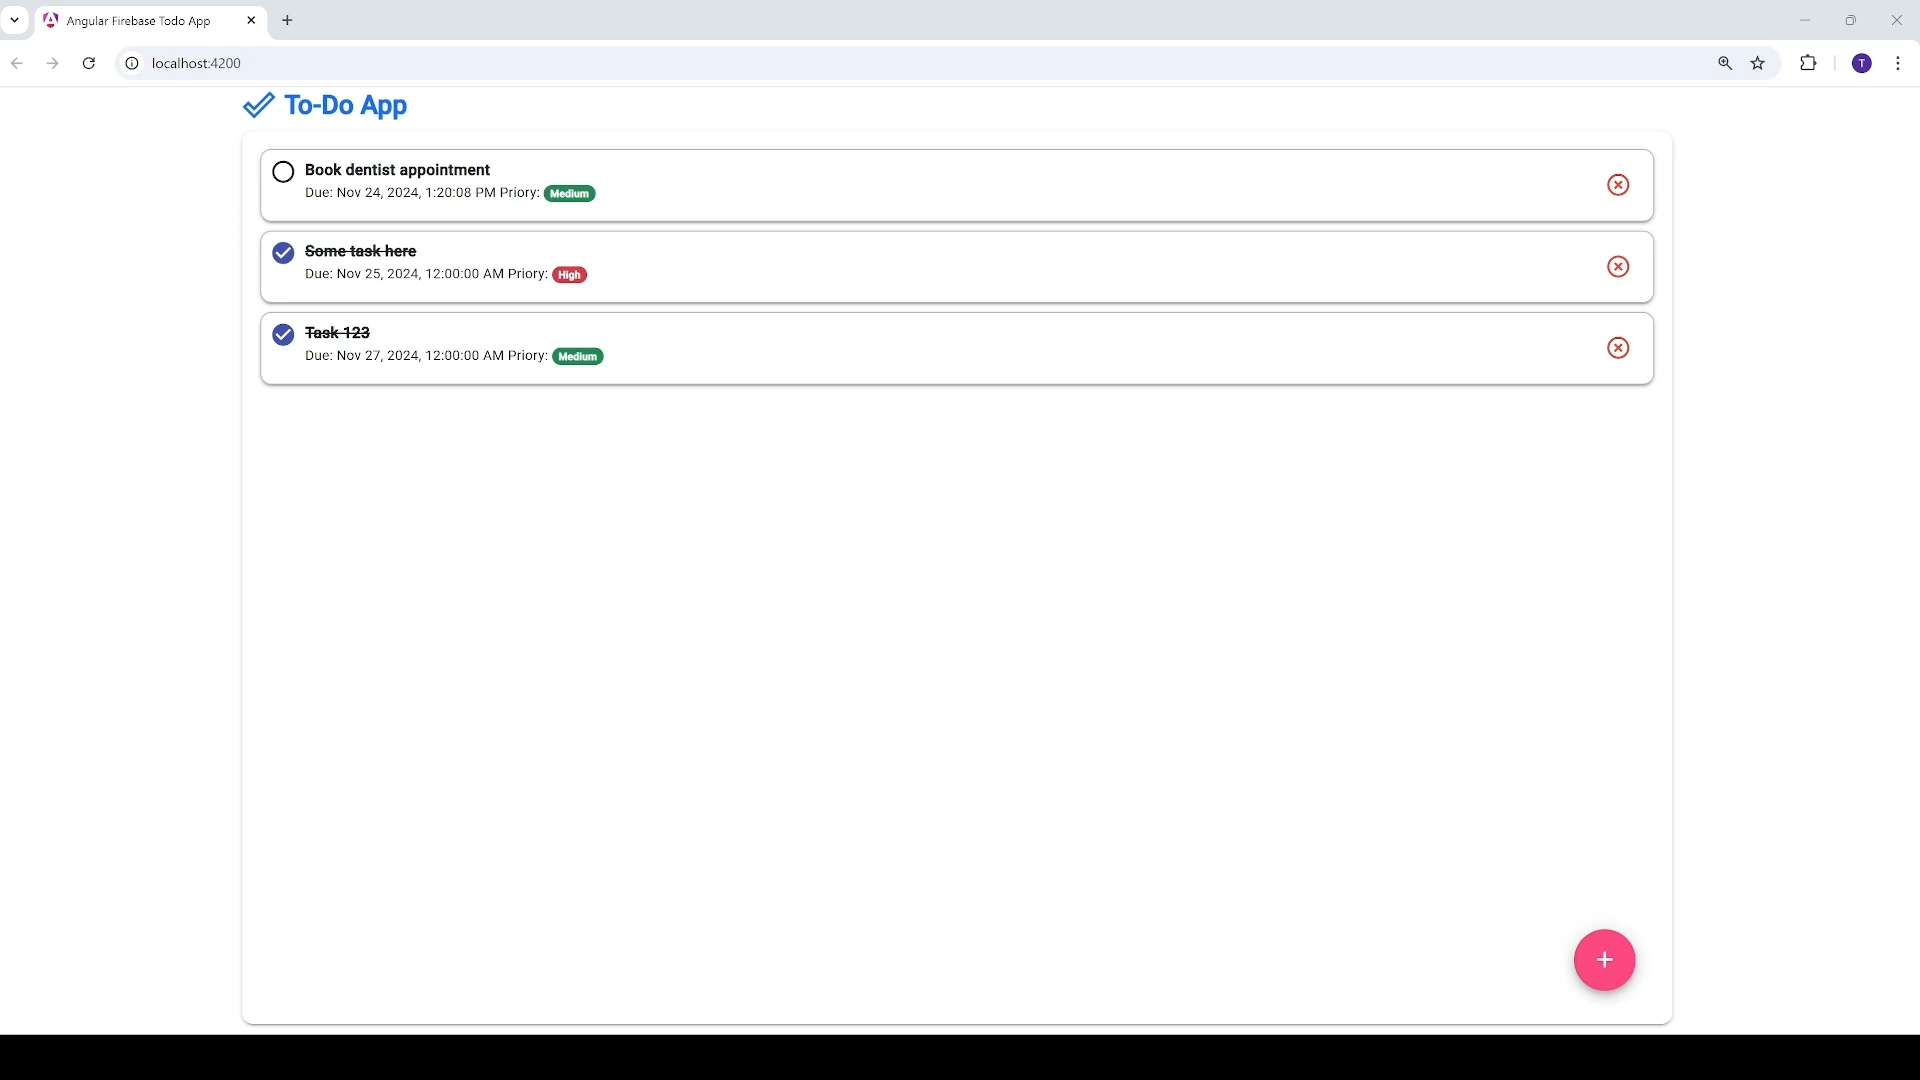 Angular Firebase Todo App
localhost:4200
T
To-Do App
Book dentist appointment
Due: Nov 24, 2024, 1:20:08 PM Priory: Medium
Some task here
Due: Nov 25, 2024, 12:00:00 AM Priory: High
Task 123
Due: Nov 27, 2024, 12:00:00 AM Priory: Medium